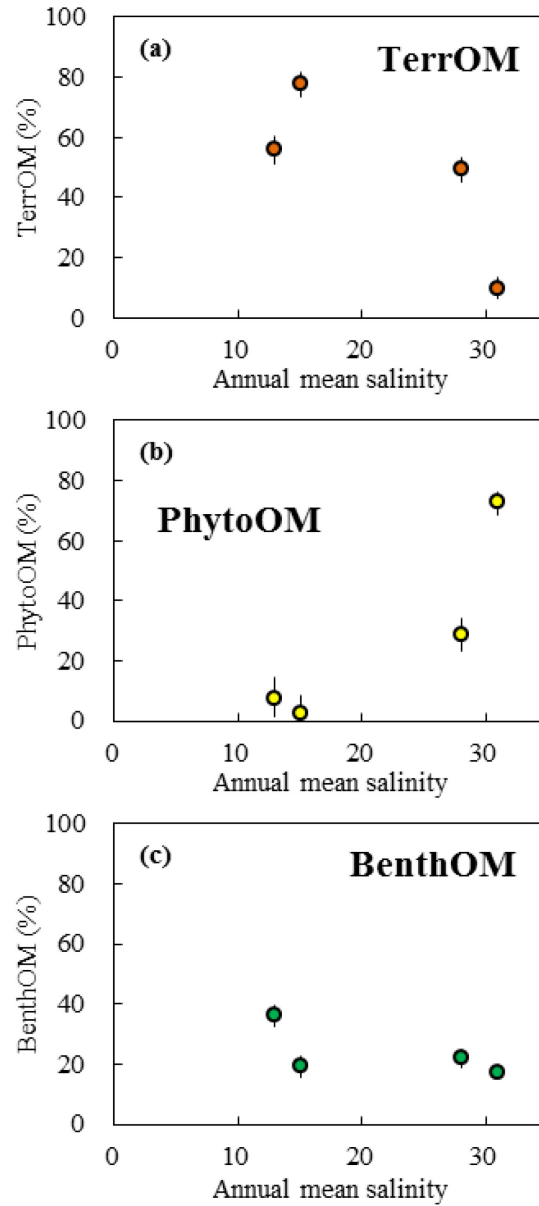 100
(a)
TerrOM
80
60
40
20
0
TerrOM (%)
0 10 20 30
Annual mean salinity
100
(b)
80
PhytoOM
60
40
20
0
PhytoOM (%)
0 10 20 30
Annual mean salinity
100
(c)
BenthOM
80
60
40
20
0
BenthOM (%)
0 10 20 30
Annual mean salinity